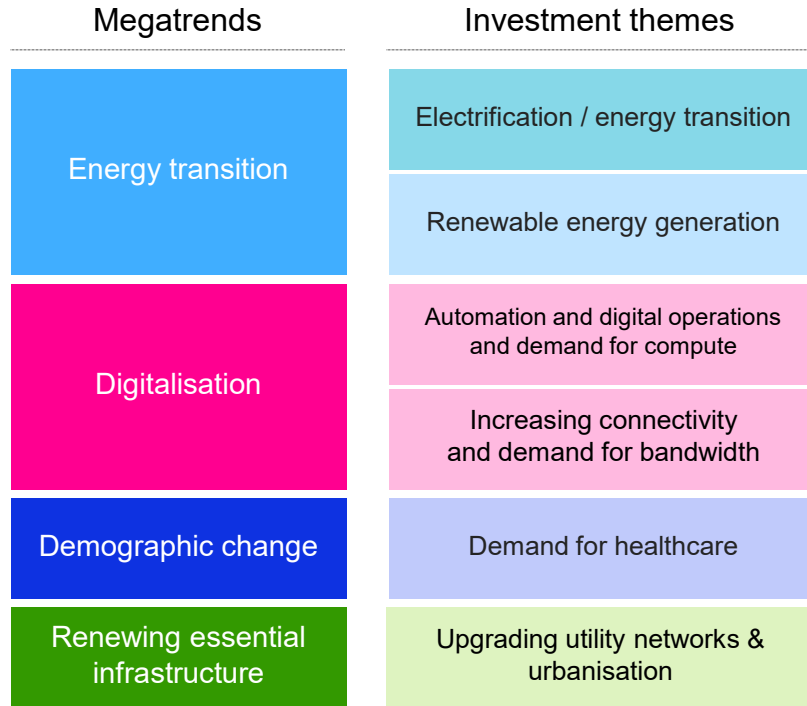 Megatrends
Investment themes
Energy transition
Electrification / energy transition
Renewable energy generation
Digitalisation
Automation and digital operations
and demand for compute
Increasing connectivity
and demand for bandwidth
Demographic change
Demand for healthcare
Renewing essential
infrastructure
Upgrading utility networks &
urbanisation